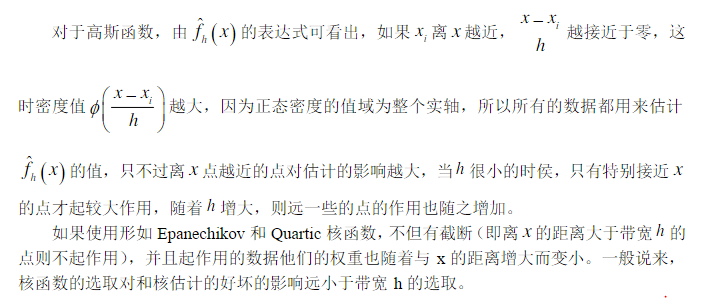 对于高斯函数，由 f̂_h(x) 的表达式可看出，如果 x_i 离 x 越近， (x − x_i)/h 越接近于零，这
时密度值 ϕ((x − x_i)/h) 越大，因为正态密度的值域为整个实轴，所以所有的数据都用来估计
f̂_h(x) 的值，只不过离 x 点越近的点对估计的影响越大，当 h 很小的时侯，只有特别接近 x
的点才起较大作用，随着 h 增大，则远一些的点的作用也随之增加。
如果使用形如 Epanechikov 和 Quartic 核函数，不但有截断（即离 x 的距离大于带宽 h 的
点则不起作用），并且起作用的数据他们的权重也随着与 x 的距离增大而变小。一般说来，
核函数的选取对和核估计的好坏的影响远小于带宽 h 的选取。